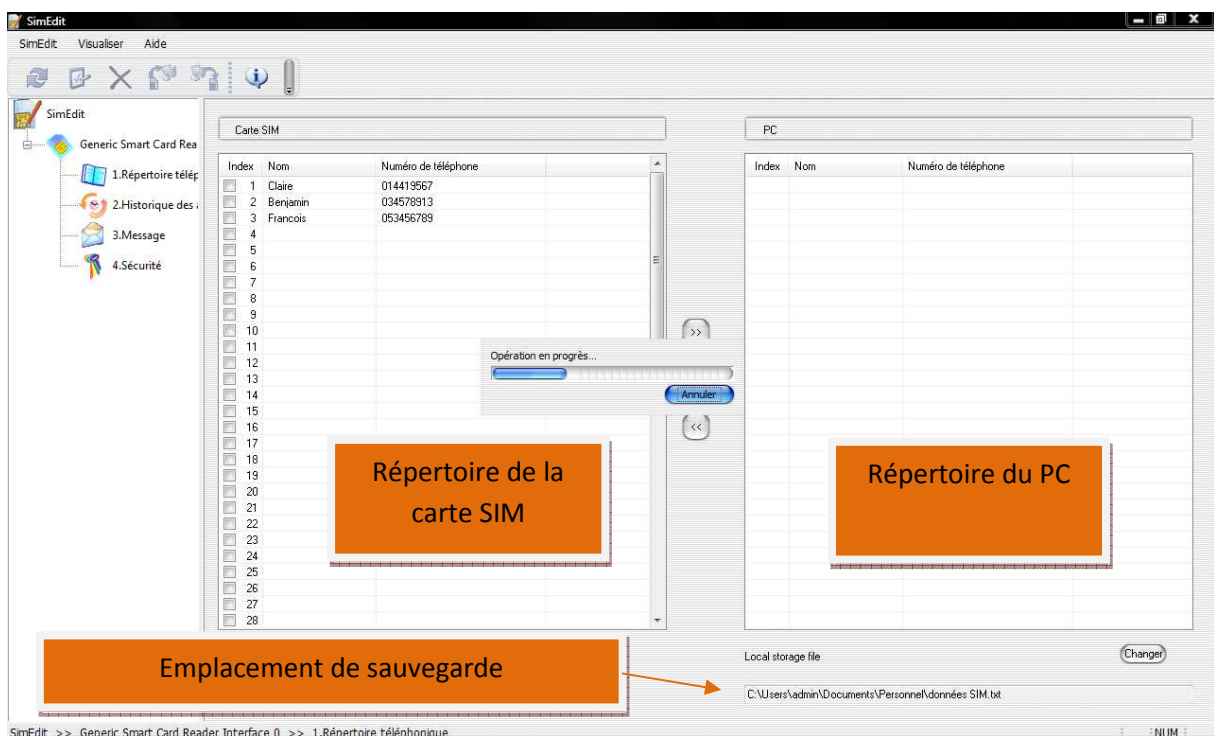 SimEdit
SimEdit Visualiser Aide
SimEdit
Generic Smart Card Rea
1.Répertoire télép
2.Historique des
3.Message
4.Sécurité
Carte SIM
Index Nom Numéro de téléphone
1 Claire 014419567
2 Benjamin 034578913
3 Francois 053456789
4
5
6
7
8
9
10
11
12
13
14
15
16
17
18
19
20
21
22
23
24
25
26
27
28
>>
<<
Opération en progrès...
Annuler
PC
Index Nom Numéro de téléphone
Répertoire de la
carte SIM
Répertoire du PC
Emplacement de sauvegarde
Local storage file
Changer
C:\Users\admin\Documents\Personnel\données SIM.txt
SimEdit >> Generic Smart Card Reader Interface 0 >> 1.Répertoire téléphonique
NUM